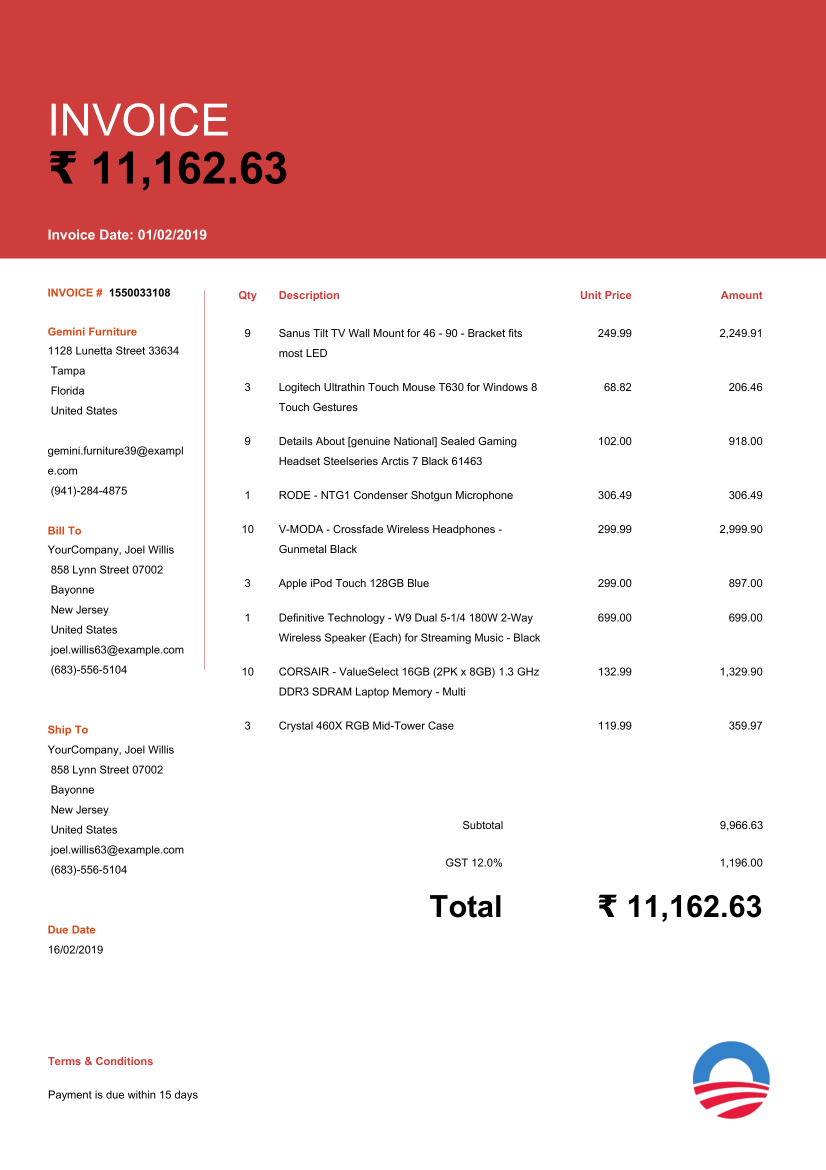 INVOICE
₹ 11,162.63
Invoice Date: 01/02/2019
INVOICE # 1550033108
Gemini Furniture
1128 Lunetta Street 33634
Tampa
Florida
United States
gemini.furniture39@exampl
e.com
(941)-284-4875
Bill To
YourCompany, Joel Willis
858 Lynn Street 07002
Bayonne
New Jersey
United States
joel.willis63@example.com
(683)-556-5104
Ship To
YourCompany, Joel Willis
858 Lynn Street 07002
Bayonne
New Jersey
United States
joel.willis63@example.com
(683)-556-5104
Due Date
16/02/2019
Qty Description Unit Price Amount
9 Sanus Tilt TV Wall Mount for 46 - 90 - Bracket fits 249.99 2,249.91
most LED
3 Logitech Ultrathin Touch Mouse T630 for Windows 8 68.82 206.46
Touch Gestures
9 Details About [genuine National] Sealed Gaming 102.00 918.00
Headset Steelseries Arctis 7 Black 61463
1 RODE - NTG1 Condenser Shotgun Microphone 306.49 306.49
10 V-MODA - Crossfade Wireless Headphones - 299.99 2,999.90
Gunmetal Black
3 Apple iPod Touch 128GB Blue 299.00 897.00
1 Definitive Technology - W9 Dual 5-1/4 180W 2-Way 699.00 699.00
Wireless Speaker (Each) for Streaming Music - Black
10 CORSAIR - ValueSelect 16GB (2PK x 8GB) 1.3 GHz 132.99 1,329.90
DDR3 SDRAM Laptop Memory - Multi
3 Crystal 460X RGB Mid-Tower Case 119.99 359.97
Subtotal 9,966.63
GST 12.0% 1,196.00
Total ₹ 11,162.63
Terms & Conditions
Payment is due within 15 days